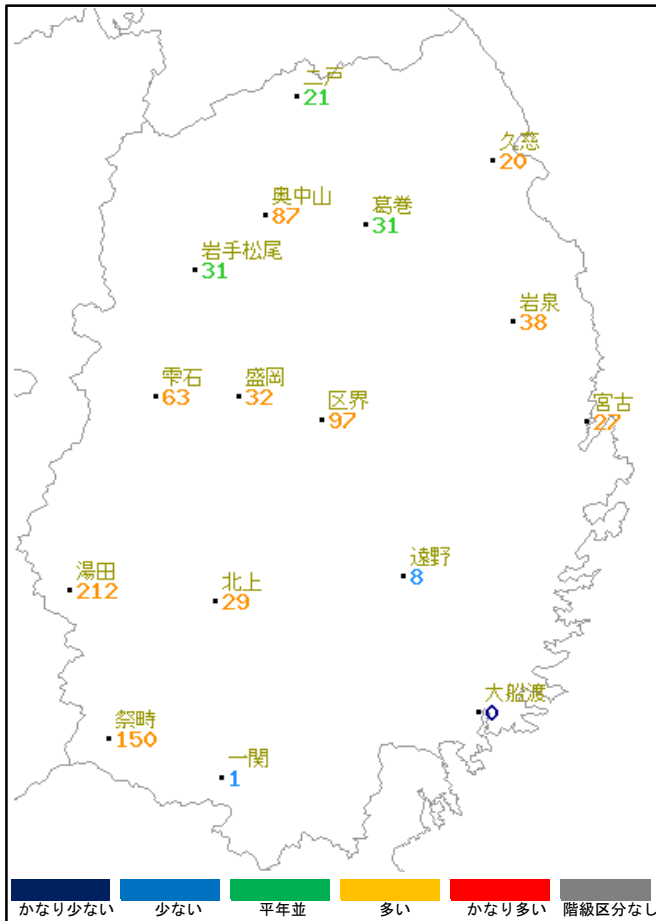 二戸
21
久慈
20
奥中山
87
葛巻
31
岩手松尾
31
岩泉
38
雫石
63
盛岡
32
区界
97
宮古
27
湯田
212
北上
29
遠野
8
大船渡
0
祭畤
150
一関
1
かなり少ない 少ない 平年並 多い かなり多い 階級区分なし